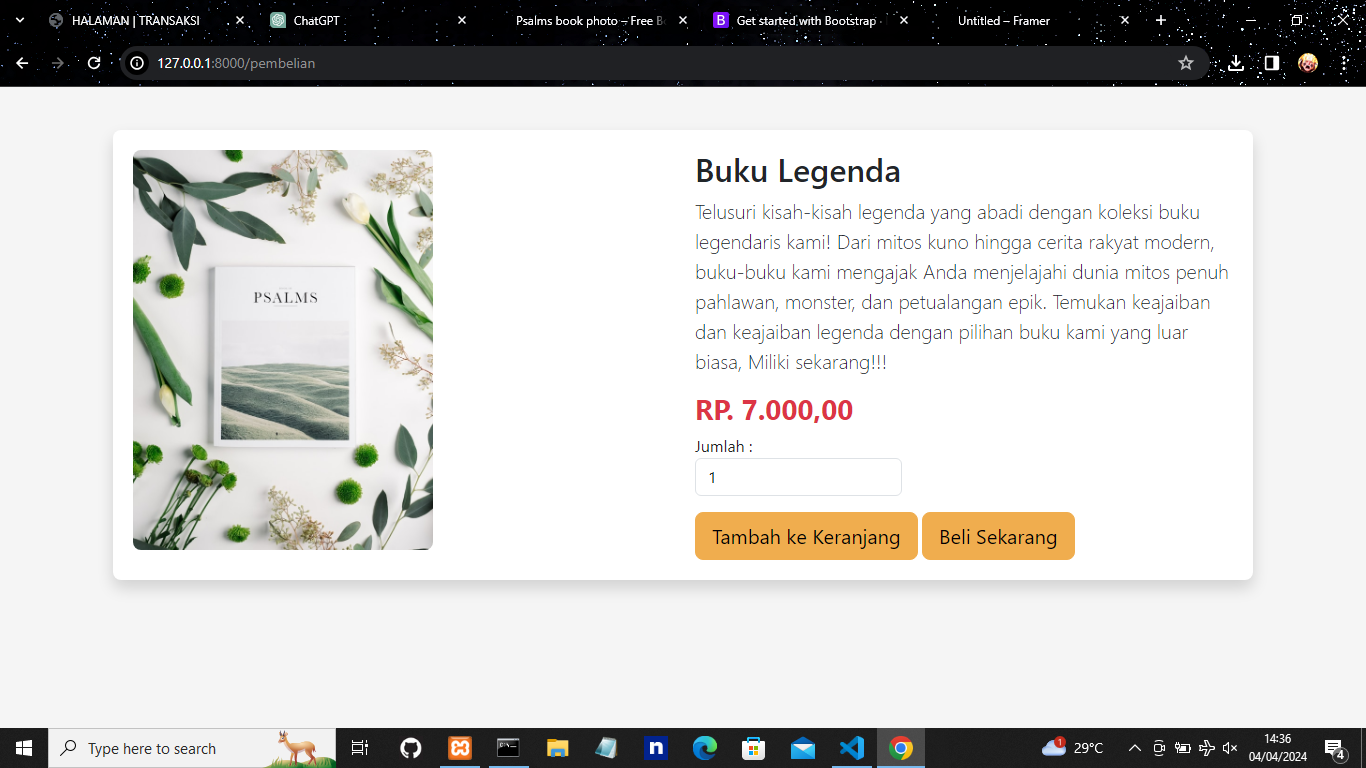 HALAMAN | TRANSAKSI
ChatGPT
Psalms book photo – Free Bo
Get started with Bootstrap
Untitled – Framer
127.0.0.1:8000/pembelian
PSALMS
Buku Legenda
Telusuri kisah-kisah legenda yang abadi dengan koleksi buku
legendaris kami! Dari mitos kuno hingga cerita rakyat modern,
buku-buku kami mengajak Anda menjelajahi dunia mitos penuh
pahlawan, monster, dan petualangan epik. Temukan keajaiban
dan keajaiban legenda dengan pilihan buku kami yang luar
biasa, Miliki sekarang!!!
RP. 7.000,00
Jumlah :
1
Tambah ke Keranjang
Beli Sekarang
Type here to search
1
29°C
14:36
04/04/2024
4